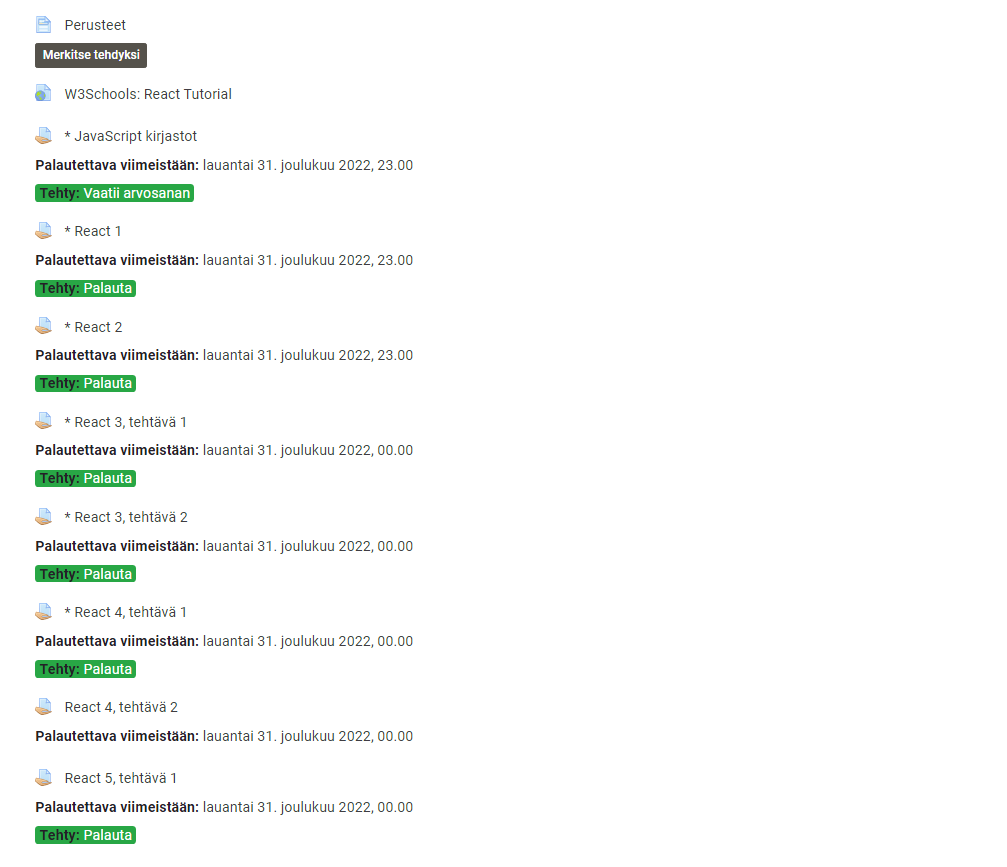 Perusteet
Merkitse tehdyksi
W3Schools: React Tutorial
* JavaScript kirjastot
Palautettava viimeistään: lauantai 31. joulukuu 2022, 23.00
Tehty: Vaatii arvosanan
* React 1
Palautettava viimeistään: lauantai 31. joulukuu 2022, 23.00
Tehty: Palauta
* React 2
Palautettava viimeistään: lauantai 31. joulukuu 2022, 23.00
Tehty: Palauta
* React 3, tehtävä 1
Palautettava viimeistään: lauantai 31. joulukuu 2022, 00.00
Tehty: Palauta
* React 3, tehtävä 2
Palautettava viimeistään: lauantai 31. joulukuu 2022, 00.00
Tehty: Palauta
* React 4, tehtävä 1
Palautettava viimeistään: lauantai 31. joulukuu 2022, 00.00
Tehty: Palauta
React 4, tehtävä 2
Palautettava viimeistään: lauantai 31. joulukuu 2022, 00.00
React 5, tehtävä 1
Palautettava viimeistään: lauantai 31. joulukuu 2022, 00.00
Tehty: Palauta